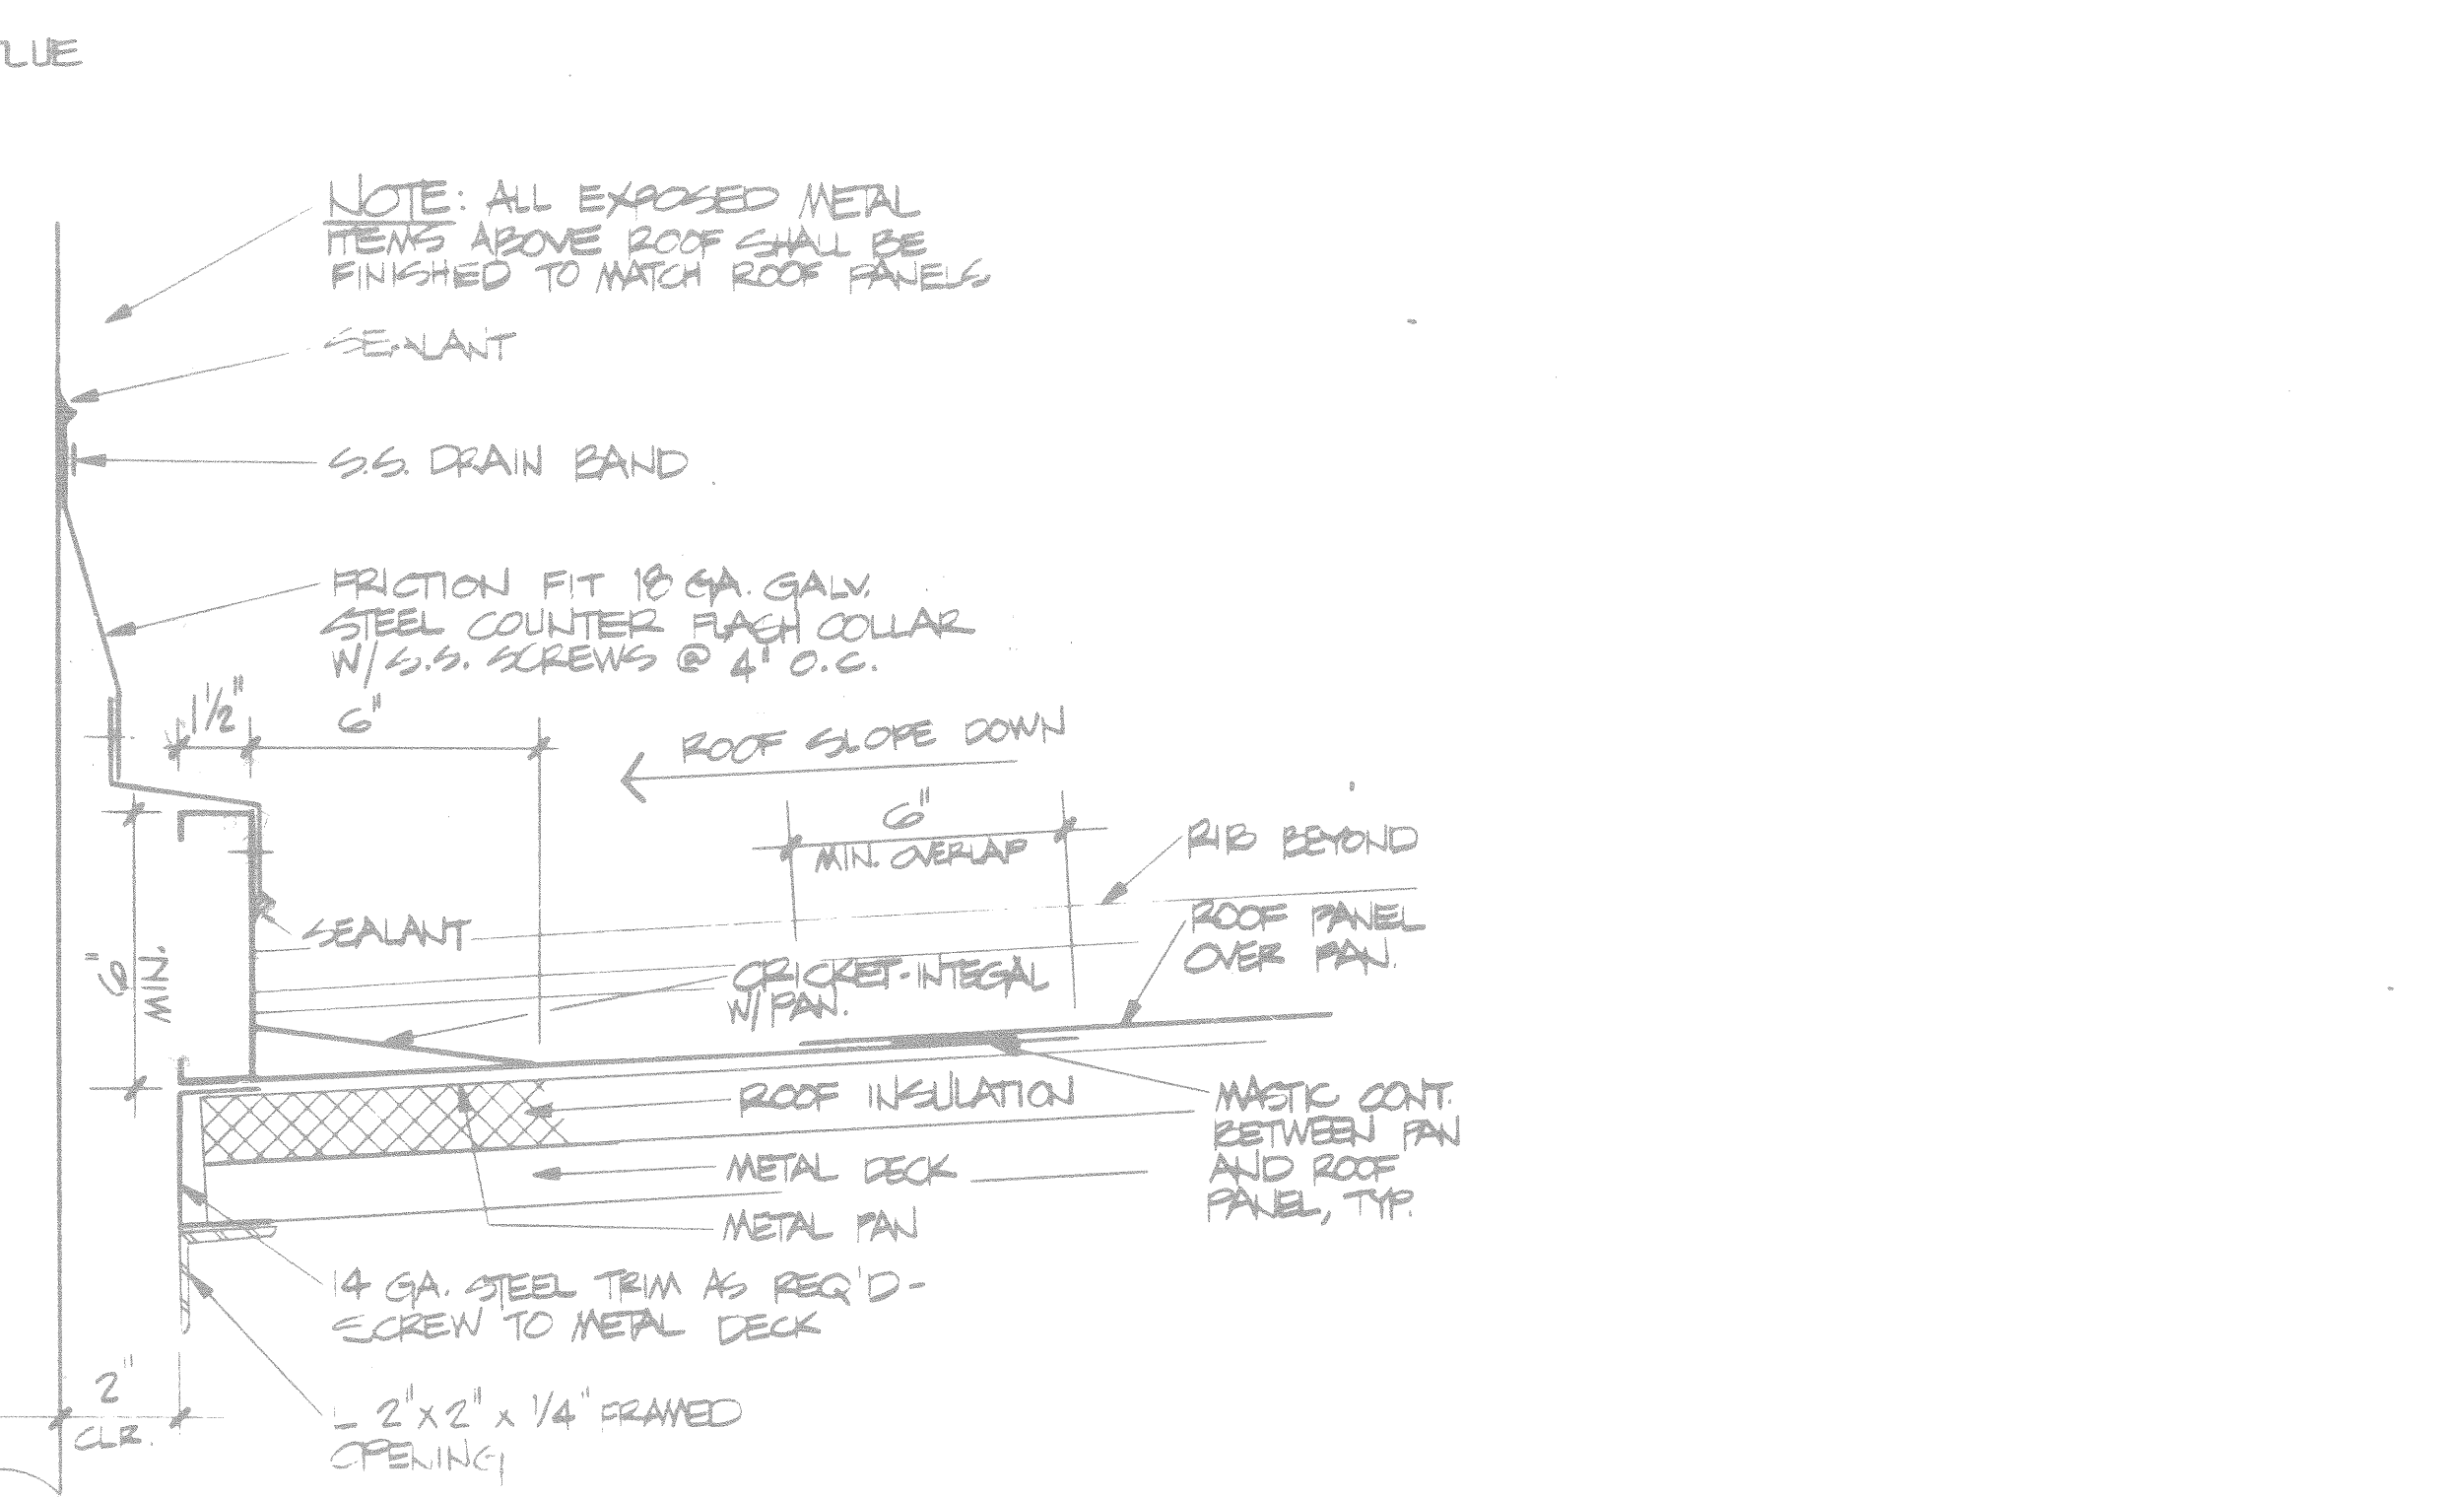 LUE
NOTE: ALL EXPOSED METAL
ITEMS ABOVE ROOF SHALL BE
FINISHED TO MATCH ROOF PANELS
SEALANT
S.S. DRAIN BAND
FRICTION FIT 18 GA. GALV.
STEEL COUNTER FLASH COLLAR
W/ S.S. SCREWS @ 4" O.C.
1 1/2"
6"
ROOF SLOPE DOWN
6"
MIN. OVERLAP
RIB BEYOND
ROOF PANEL
OVER PAN.
SEALANT
6"
MIN.
CRICKET-INTEGAL
W/ PAN.
ROOF INSULATION
MASTIC CONT.
BETWEEN PAN
AND ROOF
PANEL, TYP.
METAL DECK
METAL PAN
14 GA. STEEL TRIM AS REQ'D-
SCREW TO METAL DECK
2"
CLR.
L 2" x 2" x 1/4" FRAMED
OPENING